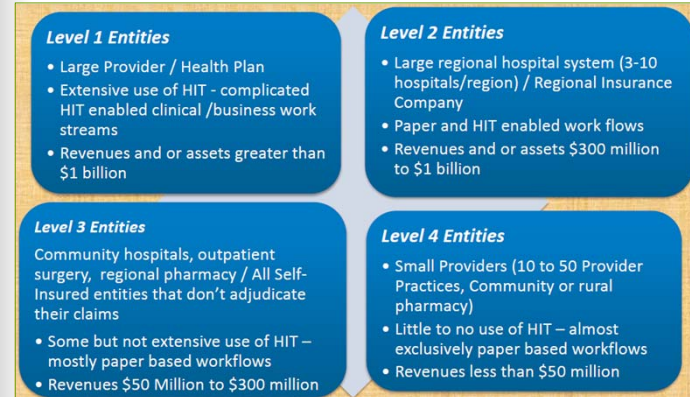 Level 1 Entities
• Large Provider / Health Plan
• Extensive use of HIT - complicated
HIT enabled clinical /business work
streams
• Revenues and or assets greater than
$1 billion
Level 2 Entities
• Large regional hospital system (3-10
hospitals/region) / Regional Insurance
Company
• Paper and HIT enabled work flows
• Revenues and or assets $300 million
to $1 billion
Level 3 Entities
Community hospitals, outpatient
surgery, regional pharmacy / All Self-
Insured entities that don't adjudicate
their claims
• Some but not extensive use of HIT –
mostly paper based workflows
• Revenues $50 Million to $300 million
Level 4 Entities
• Small Providers (10 to 50 Provider
Practices, Community or rural
pharmacy)
• Little to no use of HIT – almost
exclusively paper based workflows
• Revenues less than $50 million